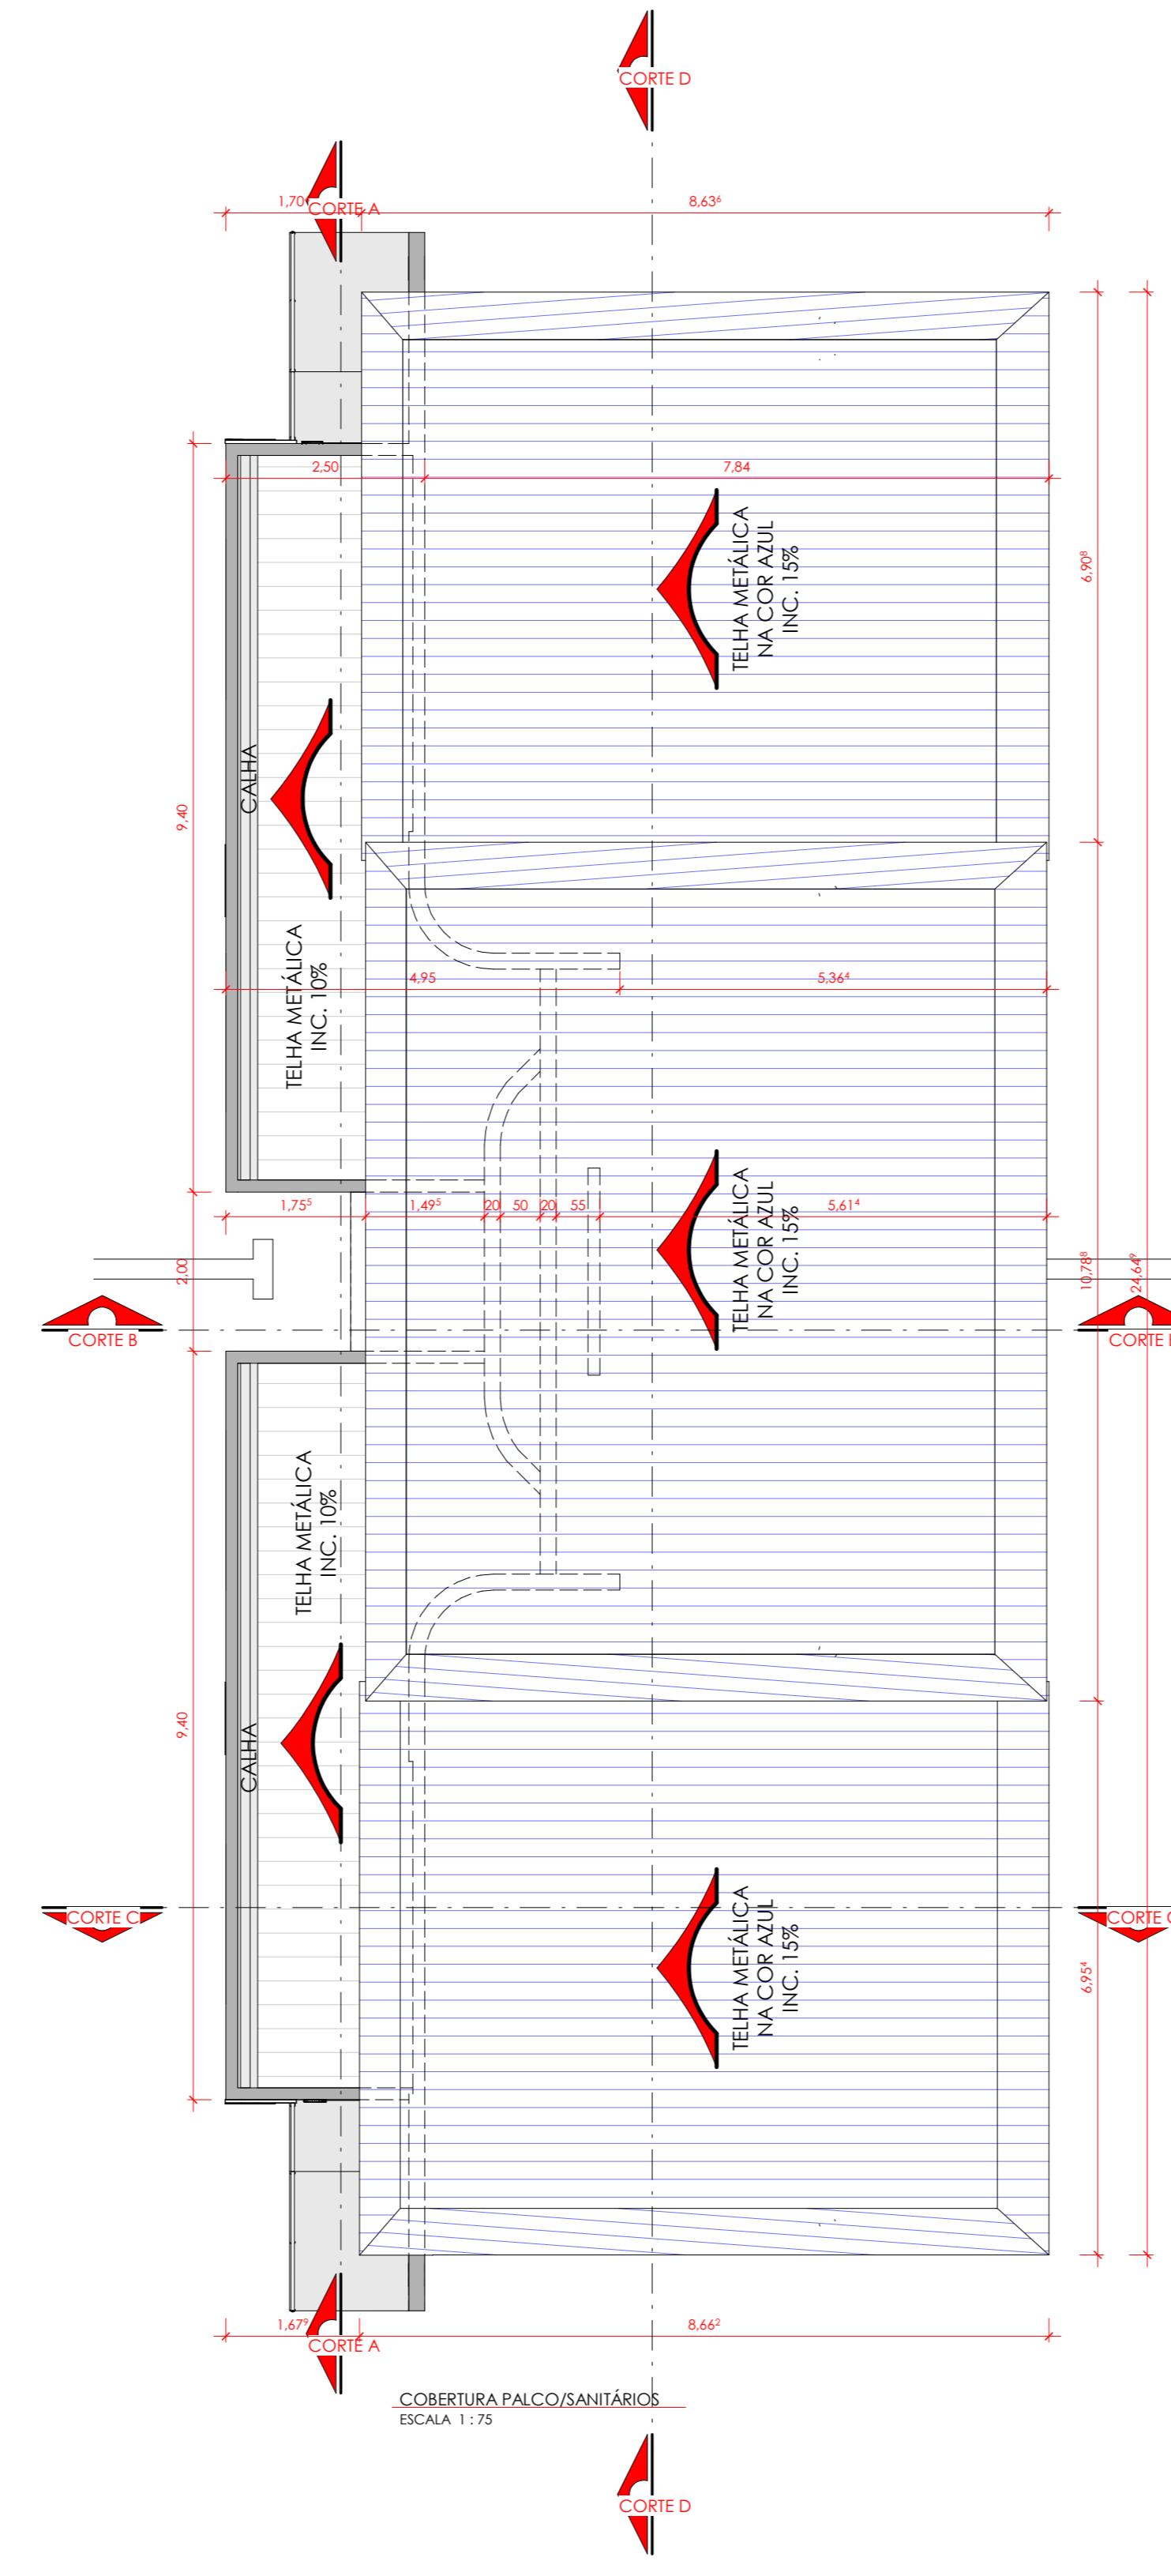 CORTE D
CORTE A
1,70
8,63⁶
2,50
7,84
TELHA METÁLICA
NA COR AZUL
INC. 15%
6,90⁸
CALHA
9,40
TELHA METÁLICA
INC. 10%
4,95
5,36⁴
1,75⁵
1,49⁵
20
50
20
55
5,61⁴
TELHA METÁLICA
NA COR AZUL
INC. 15%
2,00
10,78⁸
24,64⁹
CORTE B
CORTE
TELHA METÁLICA
INC. 10%
CALHA
9,40
CORTE C
CORTE
TELHA METÁLICA
NA COR AZUL
INC. 15%
6,95⁴
1,67⁹
8,66²
CORTE A
COBERTURA PALCO/SANITÁRIOS
ESCALA 1 : 75
CORTE D